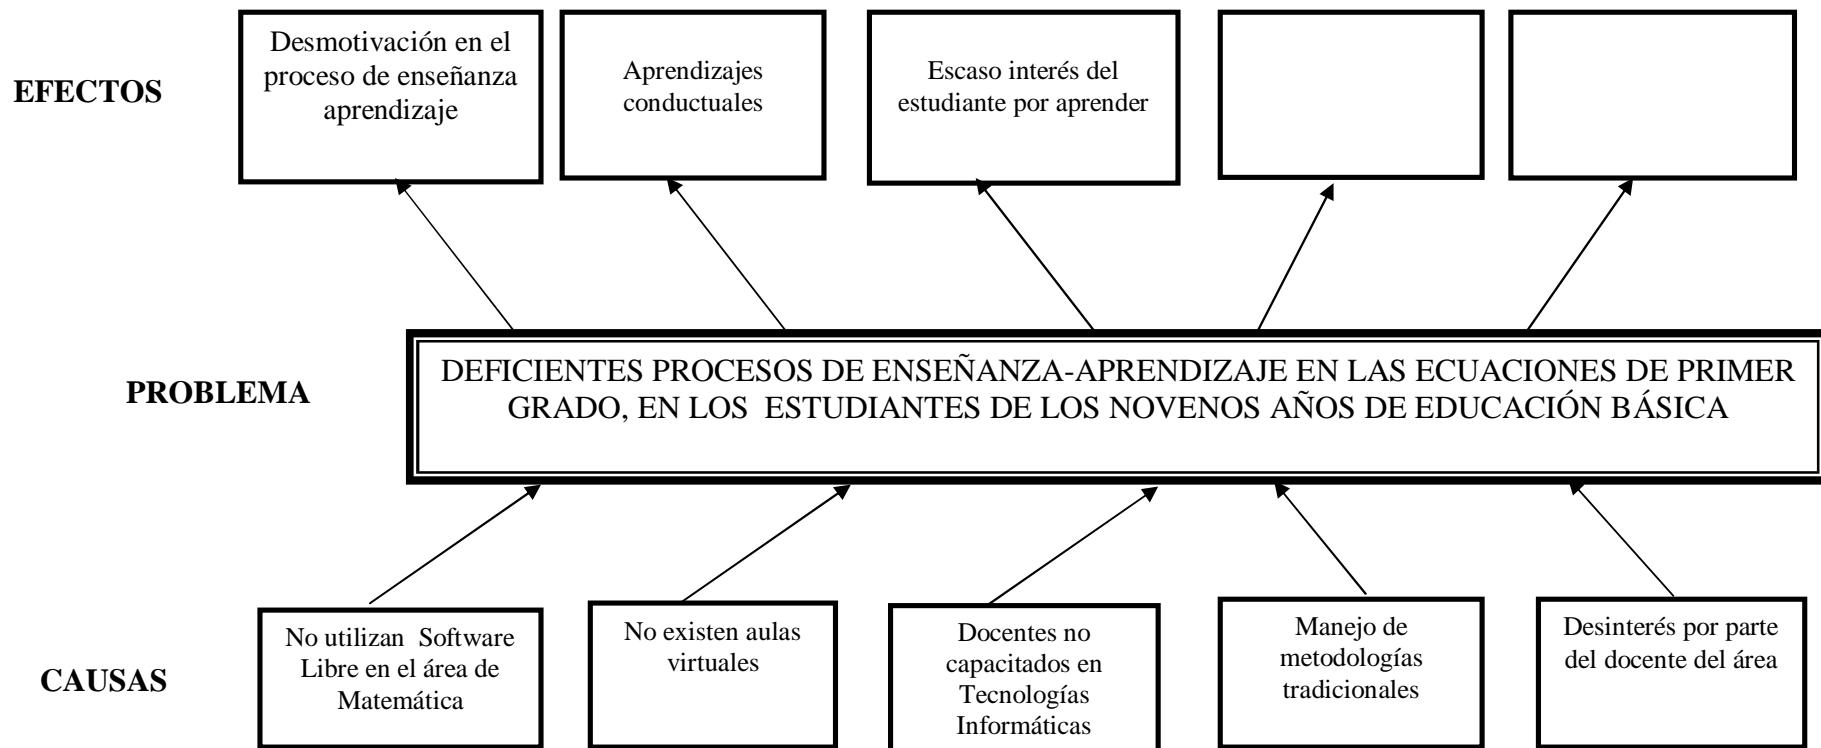 Desmotivación en el
proceso de enseñanza
aprendizaje
Aprendizajes
conductuales
Escaso interés del
estudiante por aprender
EFECTOS
PROBLEMA
DEFICIENTES PROCESOS DE ENSEÑANZA-APRENDIZAJE EN LAS ECUACIONES DE PRIMER
GRADO, EN LOS ESTUDIANTES DE LOS NOVENOS AÑOS DE EDUCACIÓN BÁSICA
CAUSAS
No utilizan Software
Libre en el área de
Matemática
No existen aulas
virtuales
Docentes no
capacitados en
Tecnologías
Informáticas
Manejo de
metodologías
tradicionales
Desinterés por parte
del docente del área